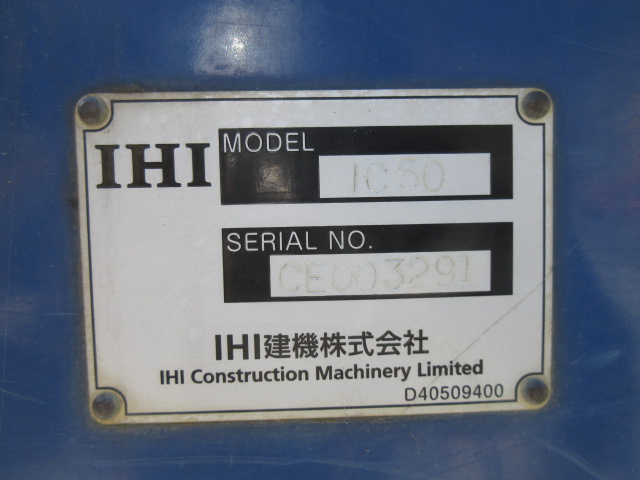 IHI
MODEL
IC50
SERIAL NO.
CE003291
IHI建機株式会社
IHI Construction Machinery Limited
D40509400